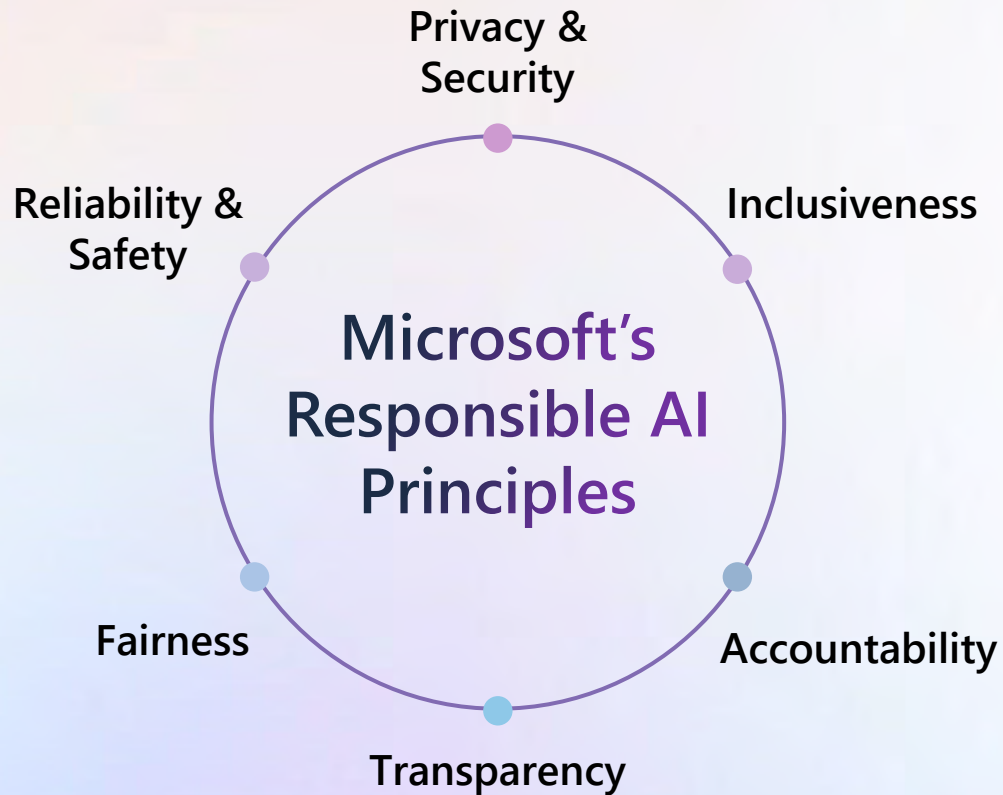 Privacy &
Security
Reliability &
Safety
Inclusiveness
Microsoft’s
Responsible AI
Principles
Fairness
Accountability
Transparency